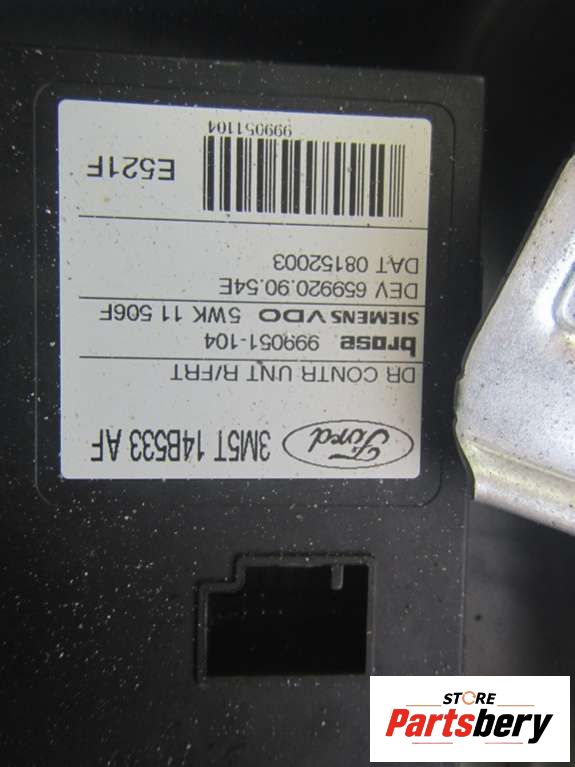 Ford 3M5T 14B533 AF
DR CONTR UNT R/FRT
brose 999051-104
SIEMENS VDO 5WK 11 506F
DEV 659920.90.54E
DAT 08152003
E521F
999051104
STORE
Partsbery